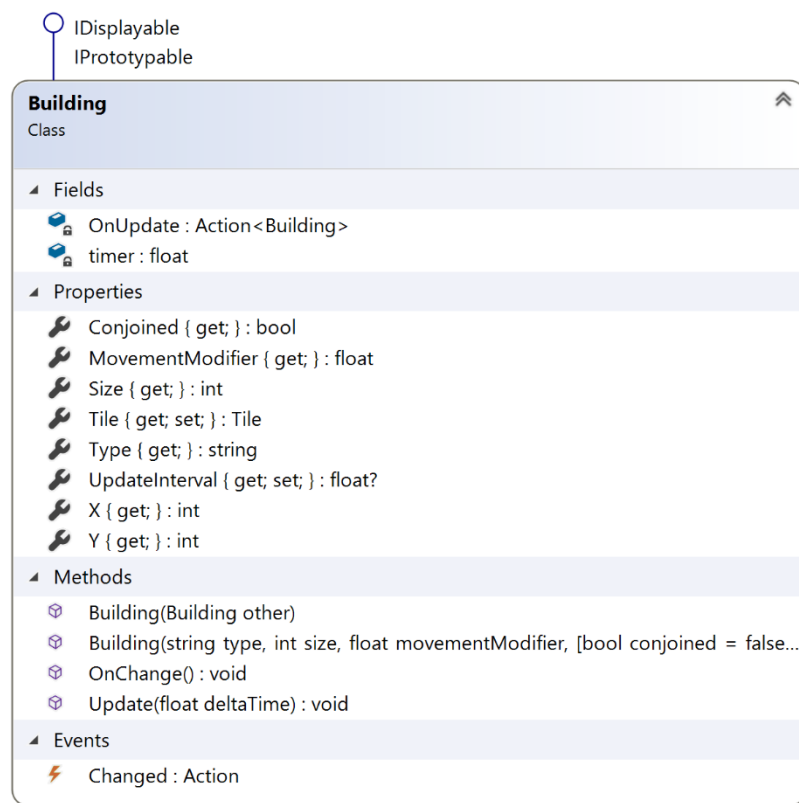 IDisplayable
IPrototypable
Building
Class
Fields
OnUpdate : Action<Building>
timer : float
Properties
Conjoined { get; } : bool
MovementModifier { get; } : float
Size { get; } : int
Tile { get; set; } : Tile
Type { get; } : string
UpdateInterval { get; set; } : float?
X { get; } : int
Y { get; } : int
Methods
Building(Building other)
Building(string type, int size, float movementModifier, [bool conjoined = false...
OnChange() : void
Update(float deltaTime) : void
Events
Changed : Action